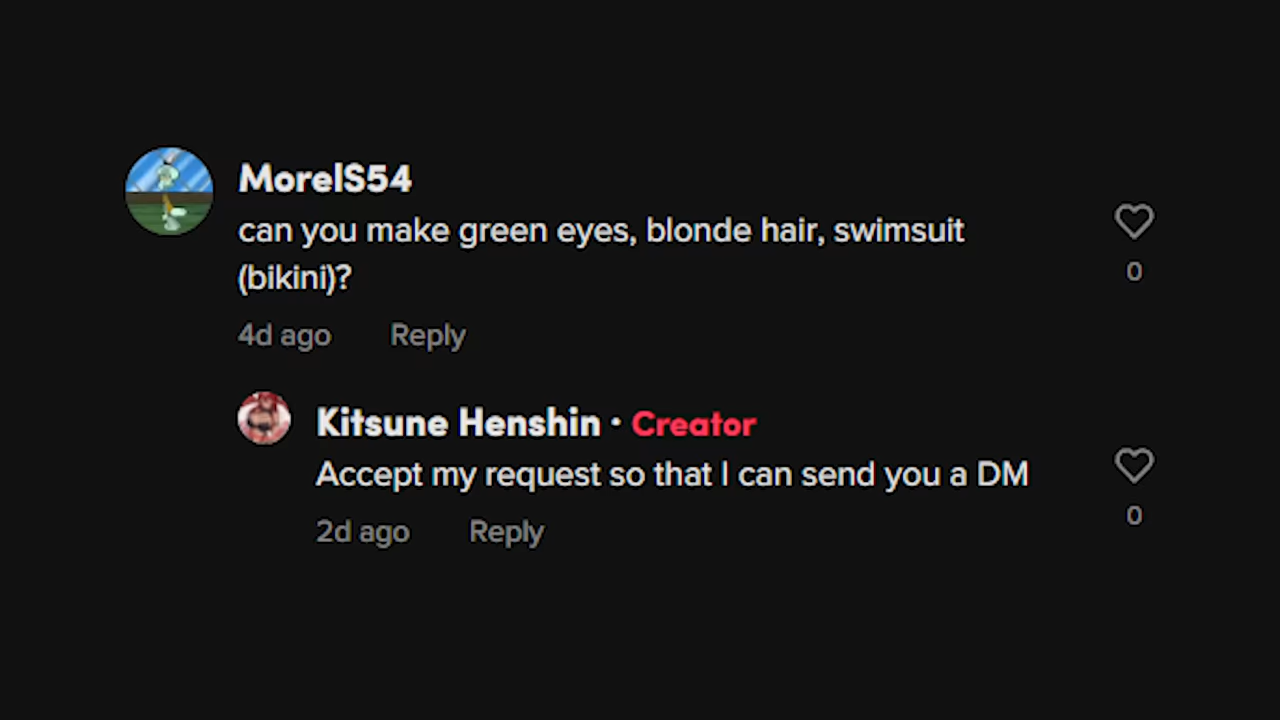 MorelS54
can you make green eyes, blonde hair, swimsuit
(bikini)?
0
4d ago Reply
Kitsune Henshin · Creator
Accept my request so that I can send you a DM
0
2d ago Reply